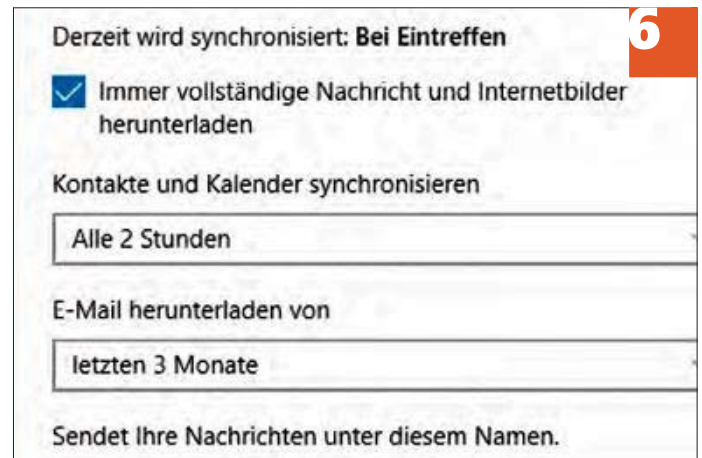 6
Derzeit wird synchronisiert: Bei Eintreffen
Immer vollständige Nachricht und Internetbilder
herunterladen
Kontakte und Kalender synchronisieren
Alle 2 Stunden
E-Mail herunterladen von
letzten 3 Monate
Sendet Ihre Nachrichten unter diesem Namen.